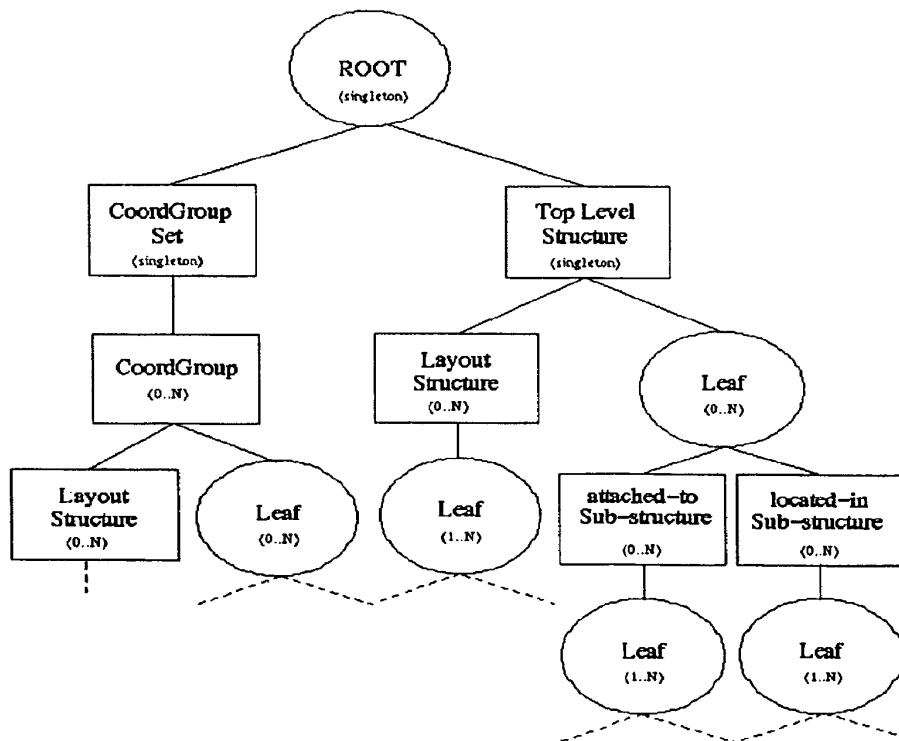 ROOT
(singleton)
CoordGroup
Set
(singleton)
Top Level
Structure
(singleton)
CoordGroup
(0..N)
Layout
Structure
(0..N)
Leaf
(0..N)
Layout
Structure
(0..N)
Leaf
(0..N)
Leaf
(1..N)
attached-to
Sub-structure
(0..N)
located-in
Sub-structure
(0..N)
Leaf
(1..N)
Leaf
(1..N)